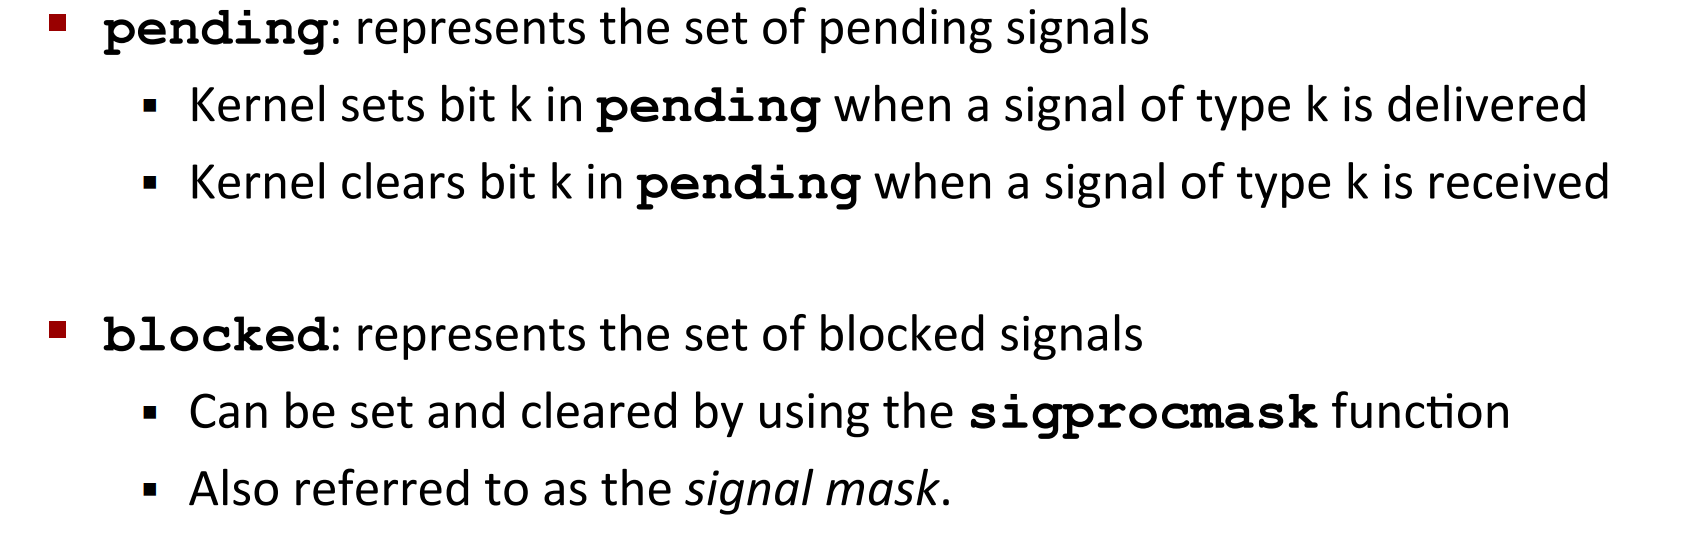 pending: represents the set of pending signals
Kernel sets bit k in pending when a signal of type k is delivered
Kernel clears bit k in pending when a signal of type k is received
blocked: represents the set of blocked signals
Can be set and cleared by using the sigprocmask function
Also referred to as the signal mask.